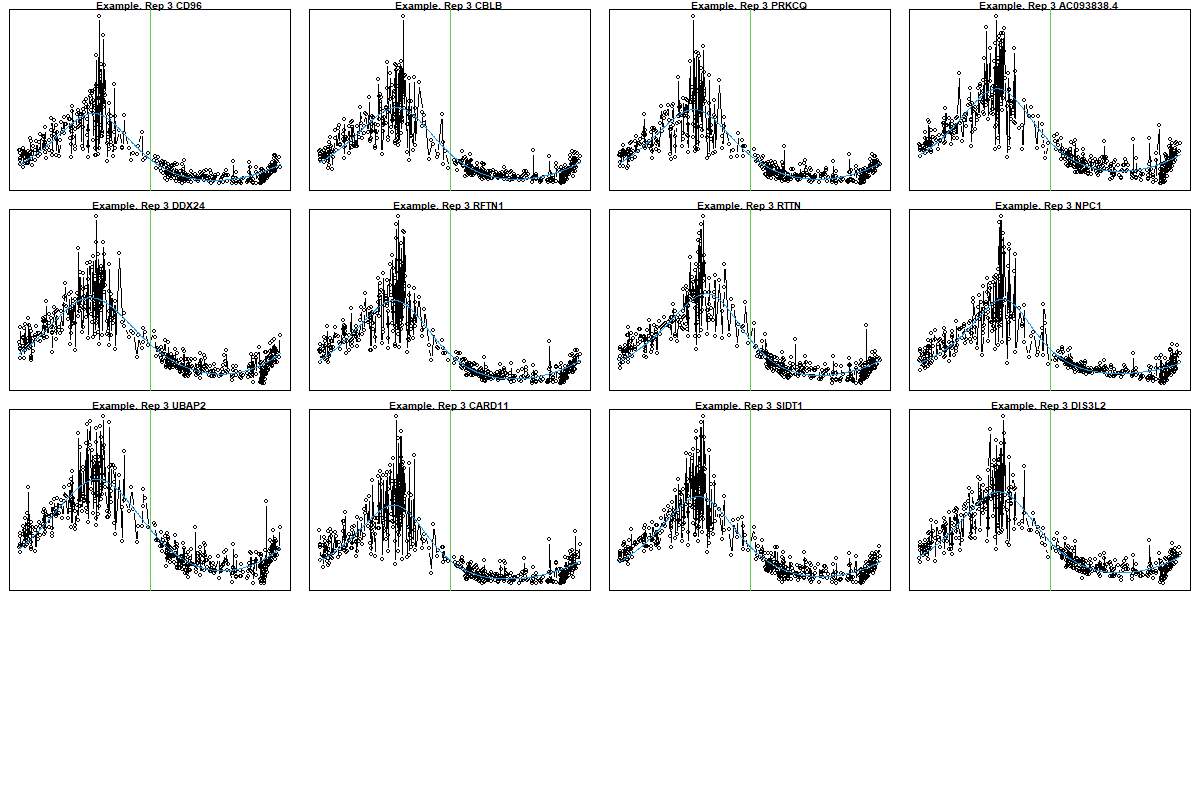 Example, Rep 3 CD96
Example, Rep 3 CBLB
Example, Rep 3 PRKCQ
Example, Rep 3 AC093838.4
Example, Rep 3 DDX24
Example, Rep 3 RFTN1
Example, Rep 3 RTTN
Example, Rep 3 NPC1
Example, Rep 3 UBAP2
Example, Rep 3 CARD11
Example, Rep 3 SIDT1
Example, Rep 3 DIS3L2